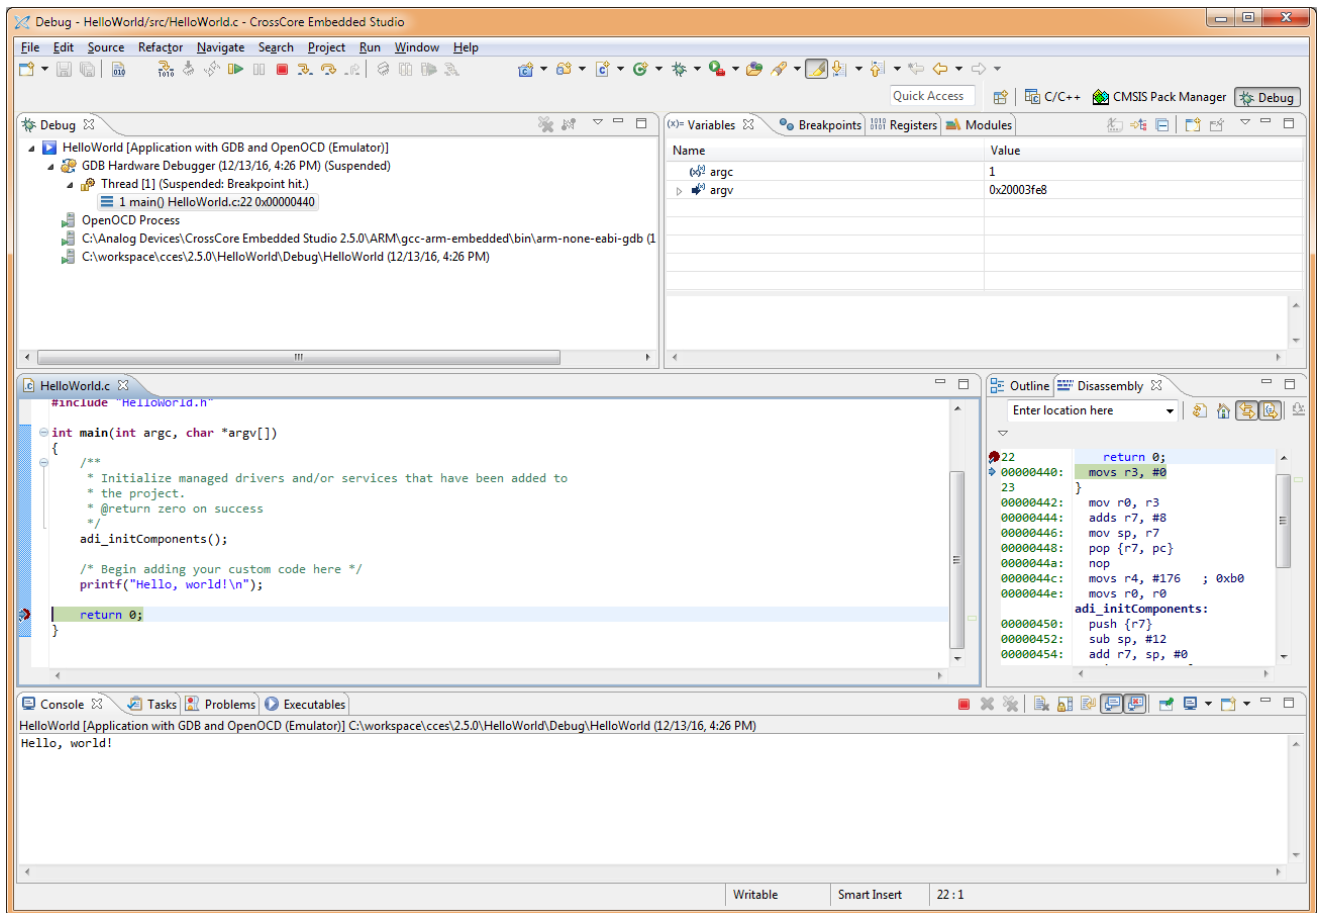 Debug - HelloWorld/src/HelloWorld.c - CrossCore Embedded Studio
File Edit Source Refactor Navigate Search Project Run Window Help
Quick Access C/C++ CMSIS Pack Manager Debug
Debug
HelloWorld [Application with GDB and OpenOCD (Emulator)]
GDB Hardware Debugger (12/13/16, 4:26 PM) (Suspended)
Thread [1] (Suspended: Breakpoint hit.)
1 main() HelloWorld.c:22 0x00000440
OpenOCD Process
C:\Analog Devices\CrossCore Embedded Studio 2.5.0\ARM\gcc-arm-embedded\bin\arm-none-eabi-gdb (1
C:\workspace\cces\2.5.0\HelloWorld\Debug\HelloWorld (12/13/16, 4:26 PM)
(x)= Variables Breakpoints Registers Modules
Name Value
argc 1
argv 0x20003fe8
HelloWorld.c
#include "HelloWorld.h"
int main(int argc, char *argv[])
{
/**
* Initialize managed drivers and/or services that have been added to
* the project.
* @return zero on success
*/
adi_initComponents();
/* Begin adding your custom code here */
printf("Hello, world!\n");
return 0;
}
Outline Disassembly
Enter location here
22 return 0;
00000440: movs r3, #0
23 }
00000442: mov r0, r3
00000444: adds r7, #8
00000446: mov sp, r7
00000448: pop {r7, pc}
0000044a: nop
0000044c: movs r4, #176 ; 0xb0
0000044e: movs r0, r0
adi_initComponents:
00000450: push {r7}
00000452: sub sp, #12
00000454: add r7, sp, #0
Console Tasks Problems Executables
HelloWorld [Application with GDB and OpenOCD (Emulator)] C:\workspace\cces\2.5.0\HelloWorld\Debug\HelloWorld (12/13/16, 4:26 PM)
Hello, world!
Writable Smart Insert 22 : 1